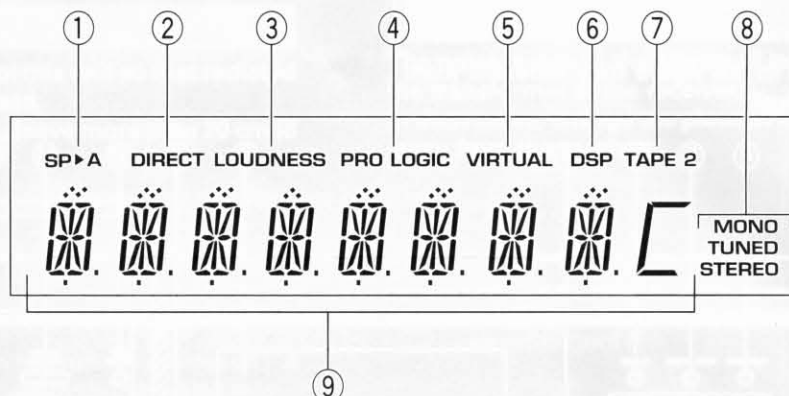 ① ② ③ ④ ⑤ ⑥ ⑦ ⑧
SP▶A DIRECT LOUDNESS PRO LOGIC VIRTUAL DSP TAPE 2
MONO
TUNED
STEREO
⑨